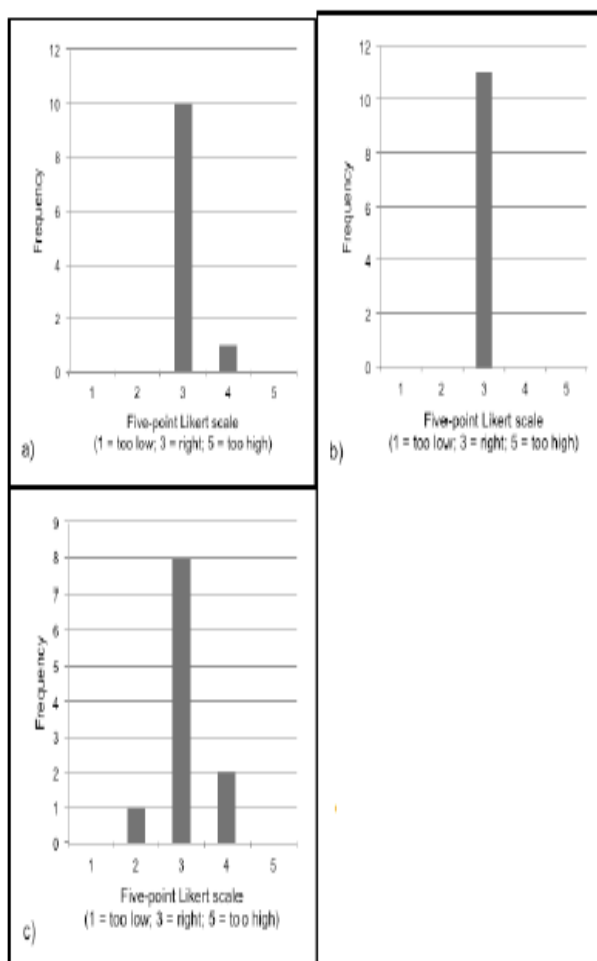 12
10
8
6
4
2
0
Frequency
1 2 3 4 5
Five-point Likert scale
(1 = too low; 3 = right; 5 = too high)
a)
12
10
8
6
4
2
0
Frequency
1 2 3 4 5
Five-point Likert scale
(1 = too low; 3 = right; 5 = too high)
b)
9
8
7
6
5
4
3
2
1
0
Frequency
1 2 3 4 5
Five-point Likert scale
(1 = too low; 3 = right; 5 = too high)
c)